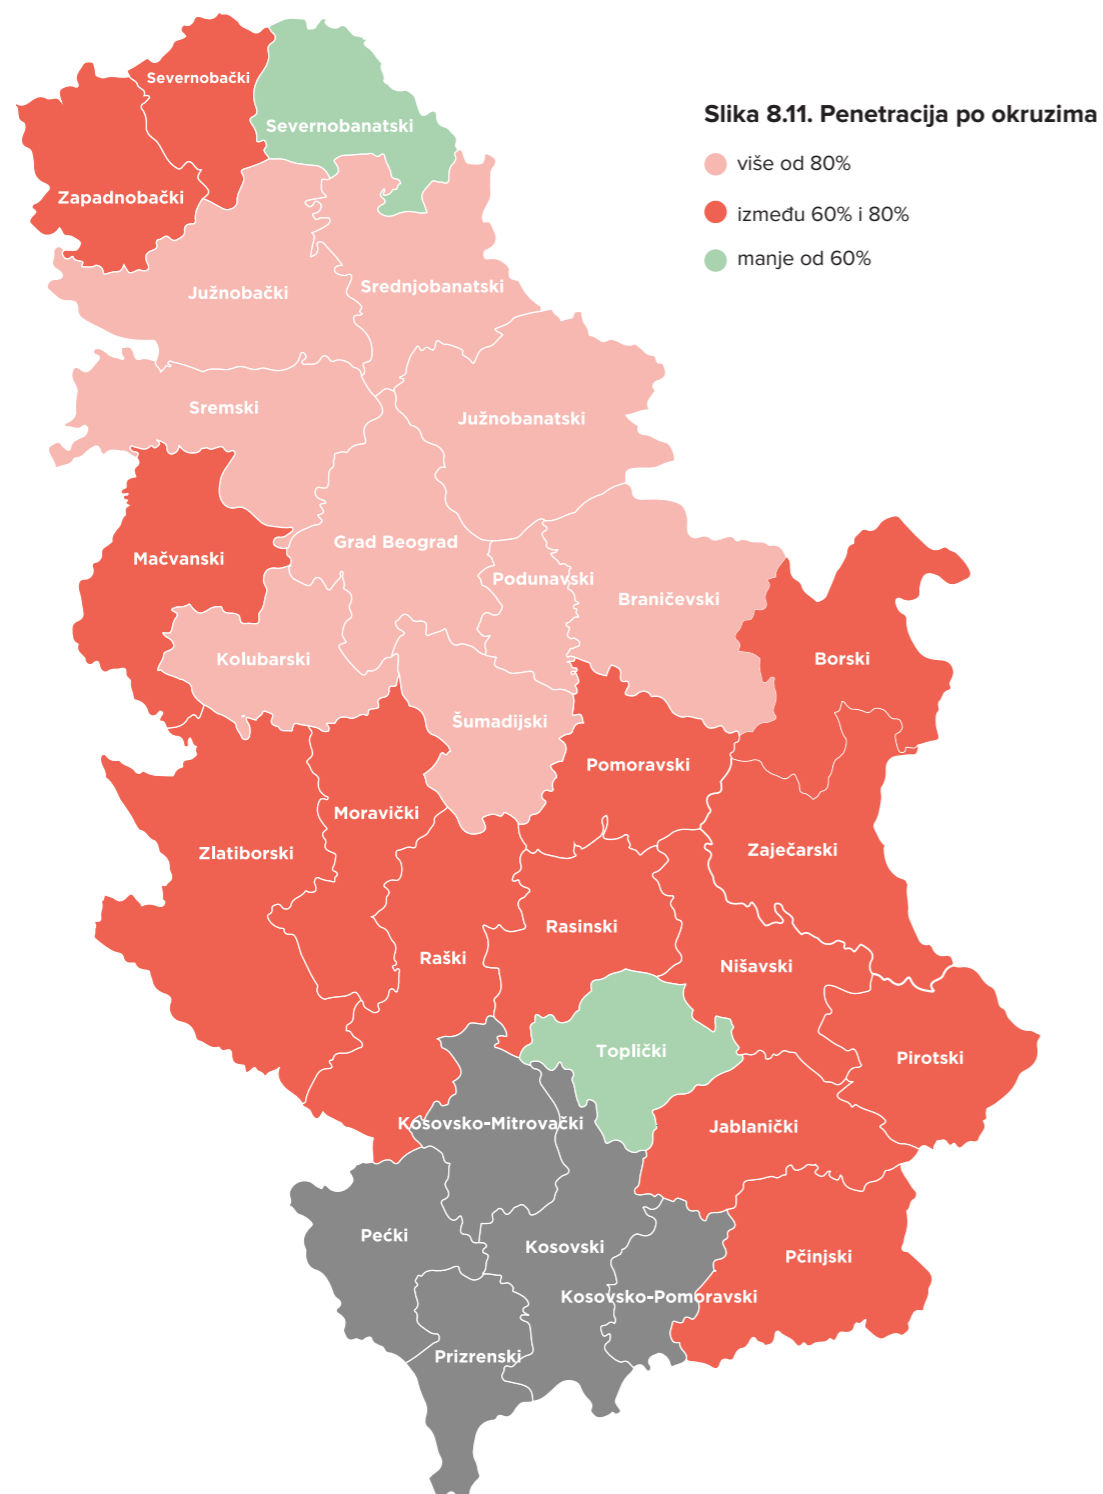 Severnobački
Slika 8.11. Penetracija po okruzima
Severnobanatski
više od 80%
Zapadnobački
između 60% i 80%
manje od 60%
Južnobački
Srednjobanatski
Sremski
Južnobanatski
Grad Beograd
Mačvanski
Podunavski
Braničevski
Kolubarski
Borski
Šumadijski
Pomoravski
Moravički
Zlatiborski
Zaječarski
Rasinski
Raški
Nišavski
Toplički
Pirotski
Kosovsko-Mitrovački
Jablanički
Pećki
Kosovski
Pčinjski
Kosovsko-Pomoravski
Prizrenski